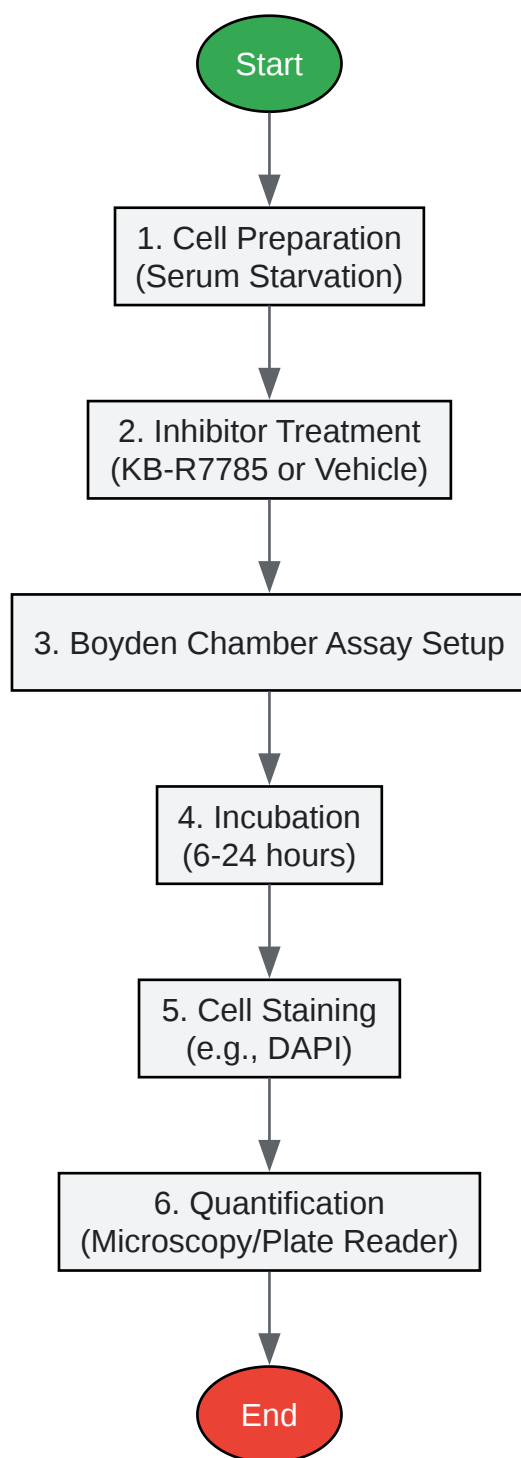 Start
1. Cell Preparation
(Serum Starvation)
2. Inhibitor Treatment
(KB-R7785 or Vehicle)
3. Boyden Chamber Assay Setup
4. Incubation
(6-24 hours)
5. Cell Staining
(e.g., DAPI)
6. Quantification
(Microscopy/Plate Reader)
End